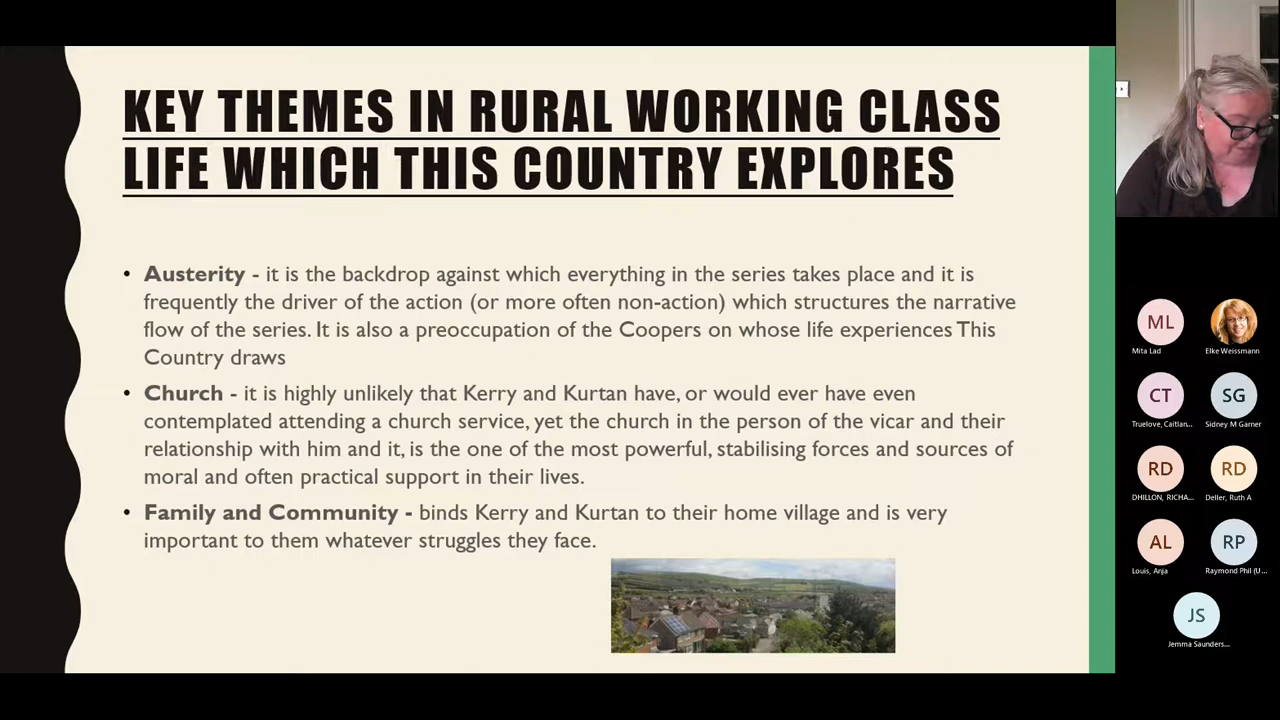 KEY THEMES IN RURAL WORKING CLASS
LIFE WHICH THIS COUNTRY EXPLORES
• Austerity - it is the backdrop against which everything in the series takes place and it is
frequently the driver of the action (or more often non-action) which structures the narrative
flow of the series. It is also a preoccupation of the Coopers on whose life experiences This
Country draws
• Church - it is highly unlikely that Kerry and Kurtan have, or would ever have even
contemplated attending a church service, yet the church in the person of the vicar and their
relationship with him and it, is the one of the most powerful, stabilising forces and sources of
moral and often practical support in their lives.
• Family and Community - binds Kerry and Kurtan to their home village and is very
important to them whatever struggles they face.
ML
Mita Lad
Elke Weissmann
CT
Truelove, Caitlan...
SG
Sidney M Garner
RD
DHILLON, RICHA...
RD
Deller, Ruth A
AL
Louis, Anja
RP
Raymond Phil (U...
JS
Jemma Saunders...